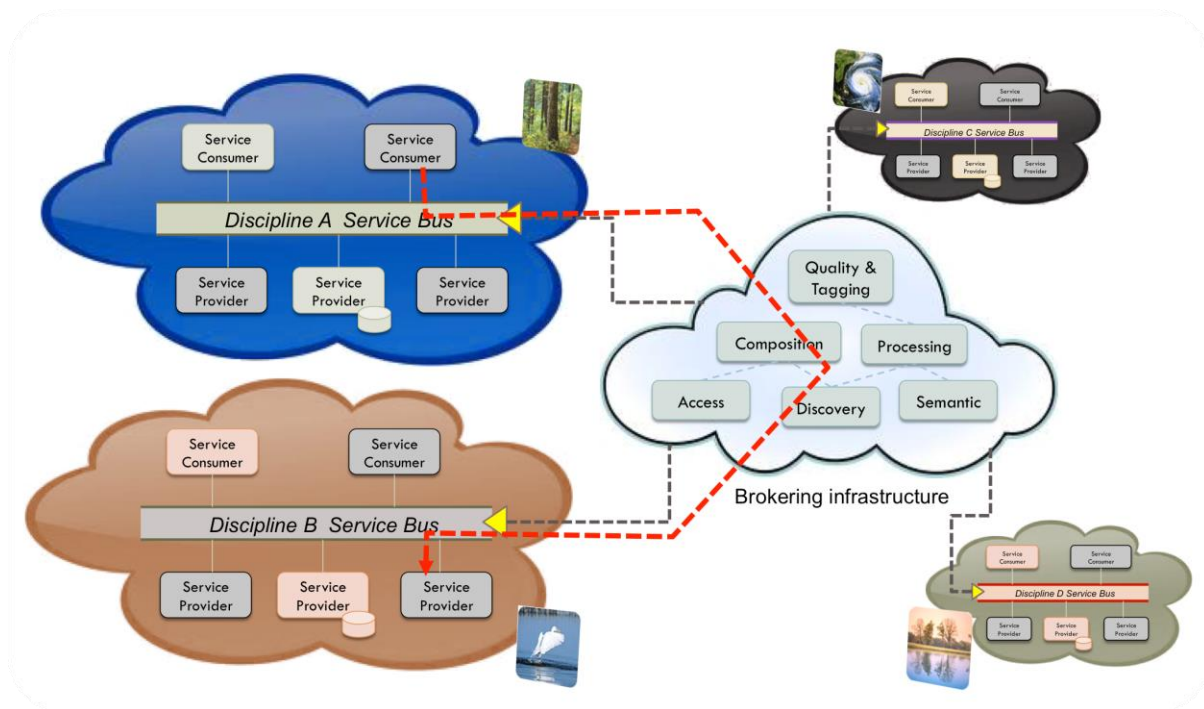 Service
Consumer
Service
Consumer
Discipline A Service Bus
Service
Provider
Service
Provider
Service
Provider
Service
Consumer
Service
Consumer
Discipline C Service Bus
Service
Provider
Service
Provider
Service
Provider
Quality &
Tagging
Composition
Processing
Access
Discovery
Semantic
Brokering infrastructure
Service
Consumer
Service
Consumer
Discipline B Service Bus
Service
Provider
Service
Provider
Service
Provider
Service
Consumer
Service
Consumer
Discipline D Service Bus
Service
Provider
Service
Provider
Service
Provider